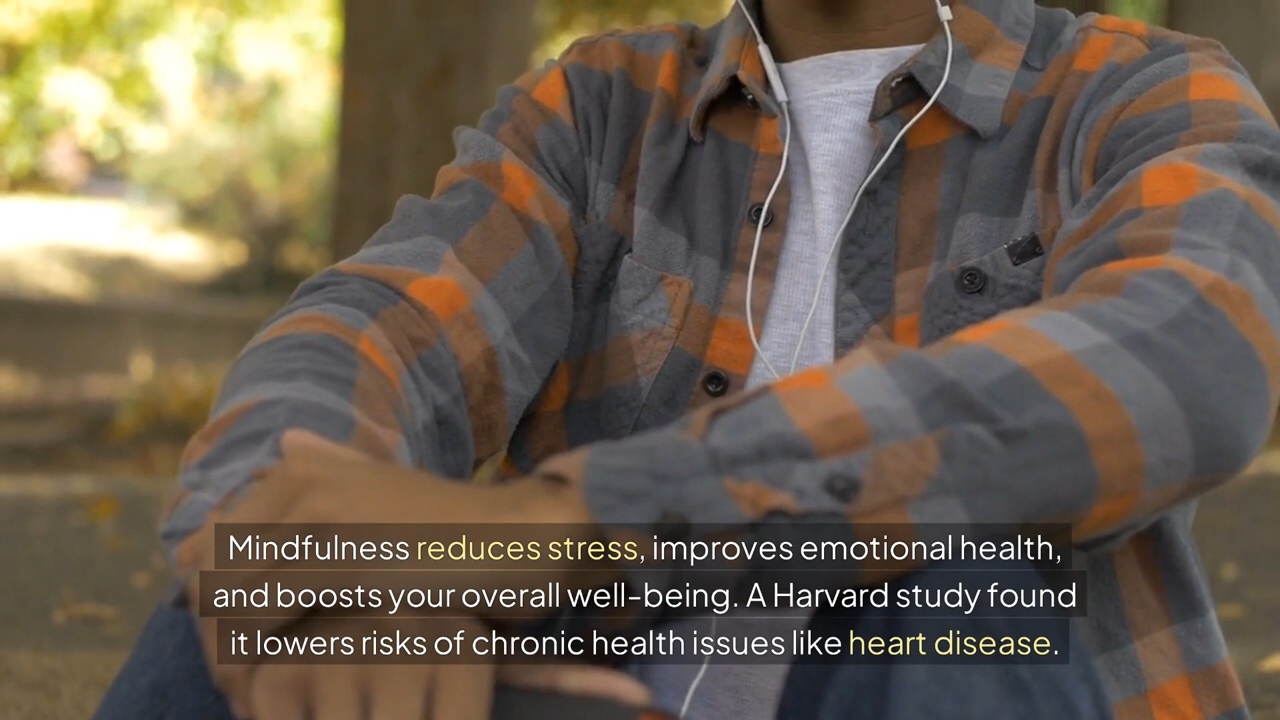 Mindfulness reduces stress, improves emotional health,
and boosts your overall well-being. A Harvard study found
it lowers risks of chronic health issues like heart disease.